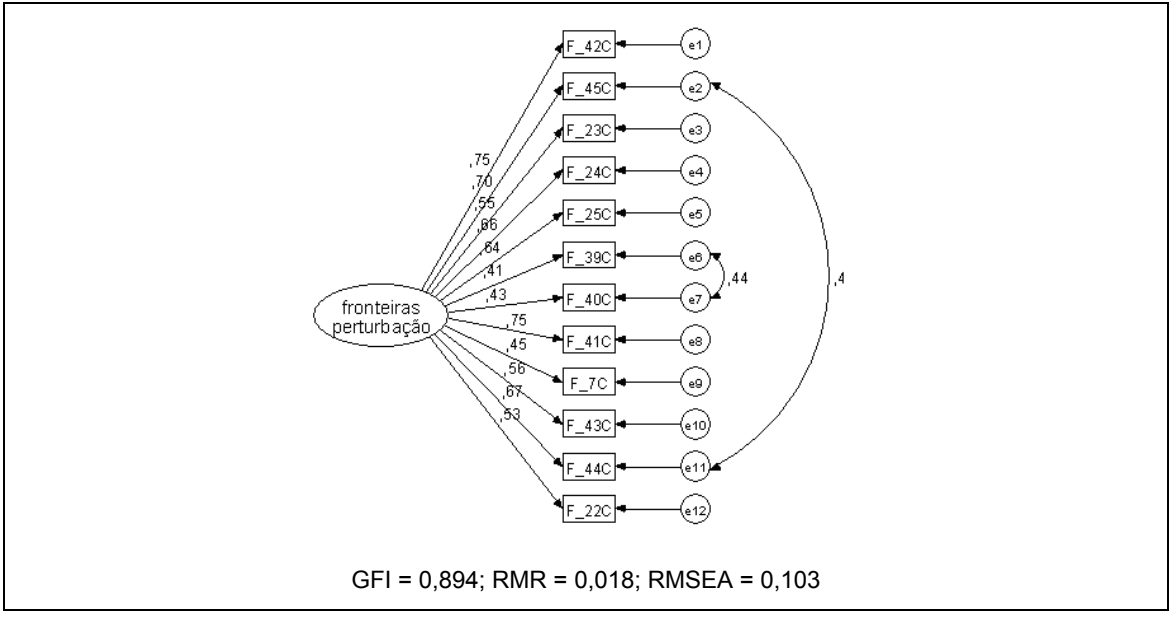 F_42C e1
F_45C e2
F_23C e3
,75
F_24C e4
,70
,55
F_25C e5
,66
,64
F_39C e6
,41
,44
,4
,43
F_40C e7
fronteiras
perturbação
,75
F_41C e8
,45
,56
F_7C e9
,67
,53
F_43C e10
F_44C e11
F_22C e12
GFI = 0,894; RMR = 0,018; RMSEA = 0,103